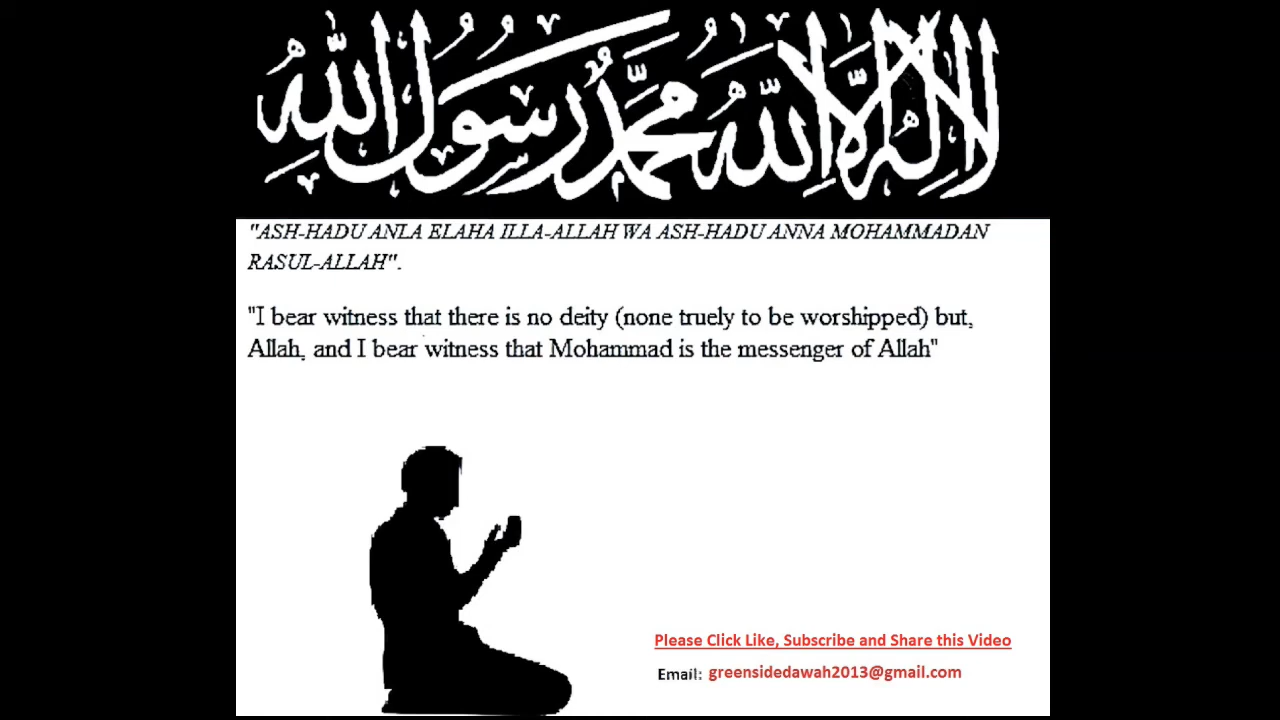 لا إله إلا الله محمد رسول الله
"ASH-HADU ANLA ELAHA ILLA-ALLAH WA ASH-HADU ANNA MOHAMMADAN
RASUL-ALLAH".
"I bear witness that there is no deity (none truely to be worshipped) but,
Allah, and I bear witness that Mohammad is the messenger of Allah"
Please Click Like, Subscribe and Share this Video
Email: greensidedawah2013@gmail.com